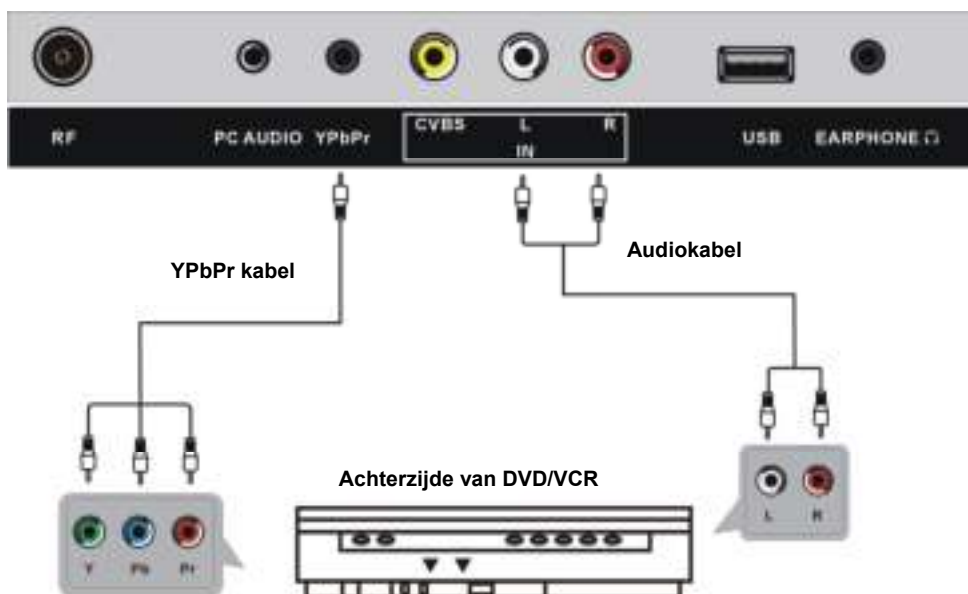 RF PC AUDIO YPbPr CVBS L R USB EARPHONE
IN
Audiokabel
YPbPr kabel
Achterzijde van DVD/VCR
L R
Y Pb Pr